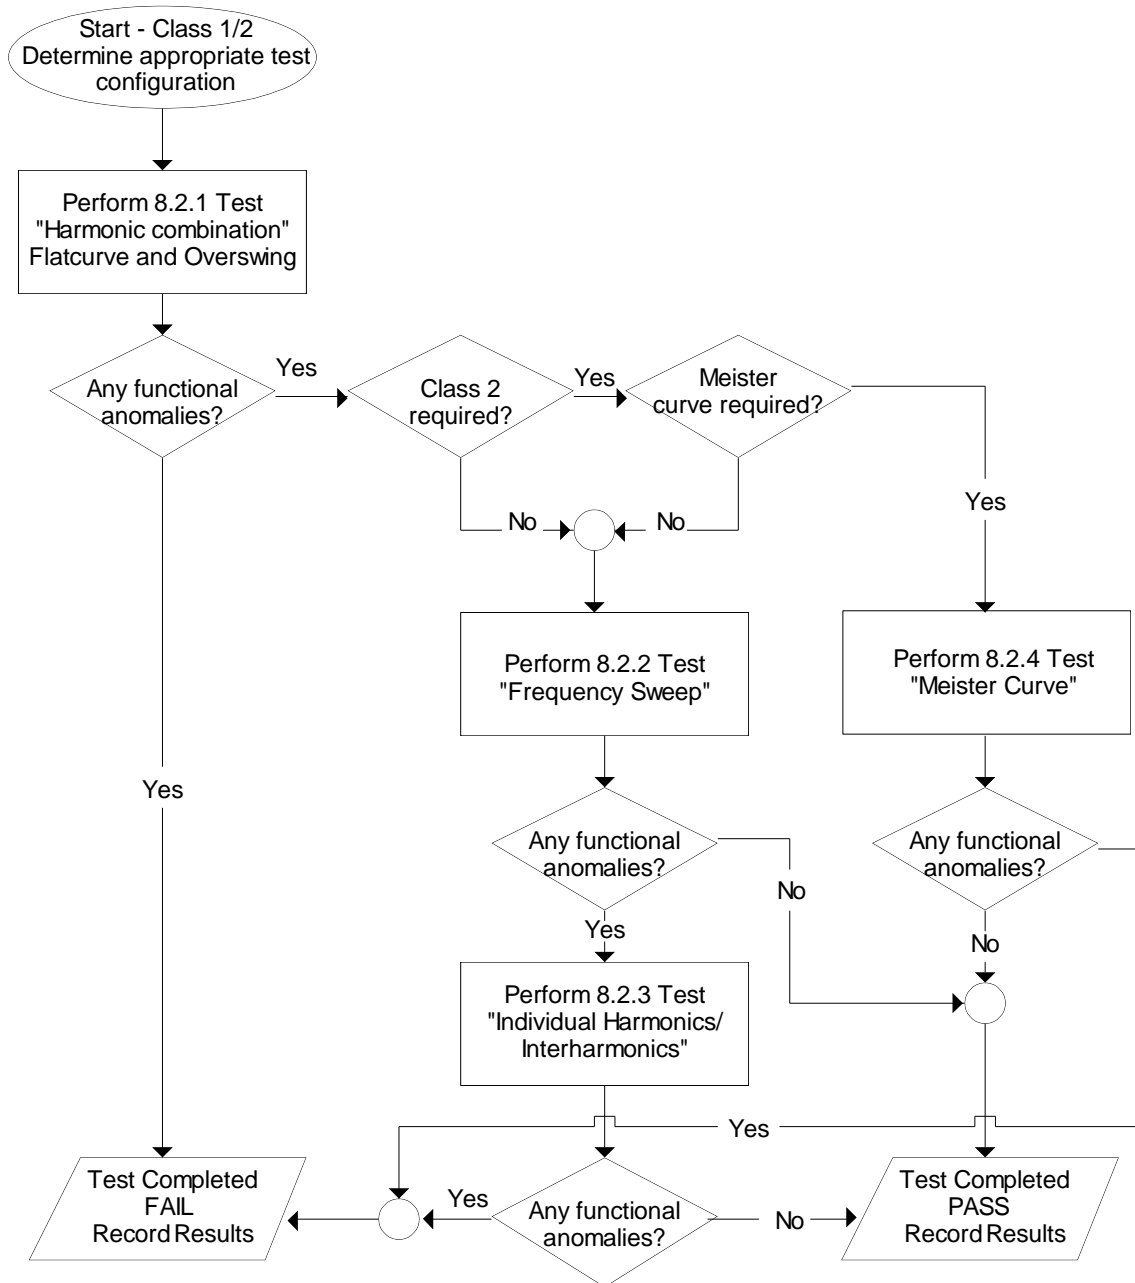 Start - Class 1/2
Determine appropriate test
configuration
Perform 8.2.1 Test
"Harmonic combination"
Flatcurve and Overswing
Any functional
anomalies?
Yes
Class 2
required?
Yes
Meister
curve required?
No
No
Yes
Perform 8.2.2 Test
"Frequency Sweep"
Perform 8.2.4 Test
"Meister Curve"
Yes
Any functional
anomalies?
No
Any functional
anomalies?
Yes
No
Perform 8.2.3 Test
"Individual Harmonics/
Interharmonics"
Yes
Test Completed
FAIL
Record Results
Yes
Any functional
anomalies?
No
Test Completed
PASS
Record Results